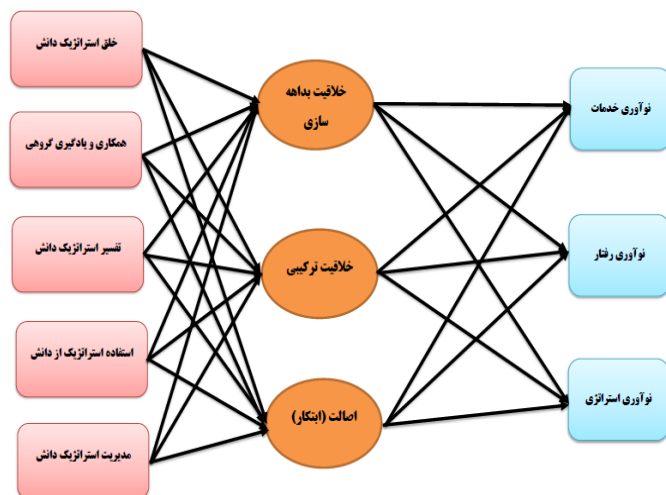 خلق استراتژیک دانش
همکاری و یادگیری گروهی
تفسیر استراتژیک دانش
استفاده استراتژیک از دانش
مدیریت استراتژیک دانش
خلاقیت بداهه
سازی
خلاقیت ترکیبی
اصالت (ابتکار)
نوآوری خدمات
نوآوری رفتار
نوآوری استراتژی